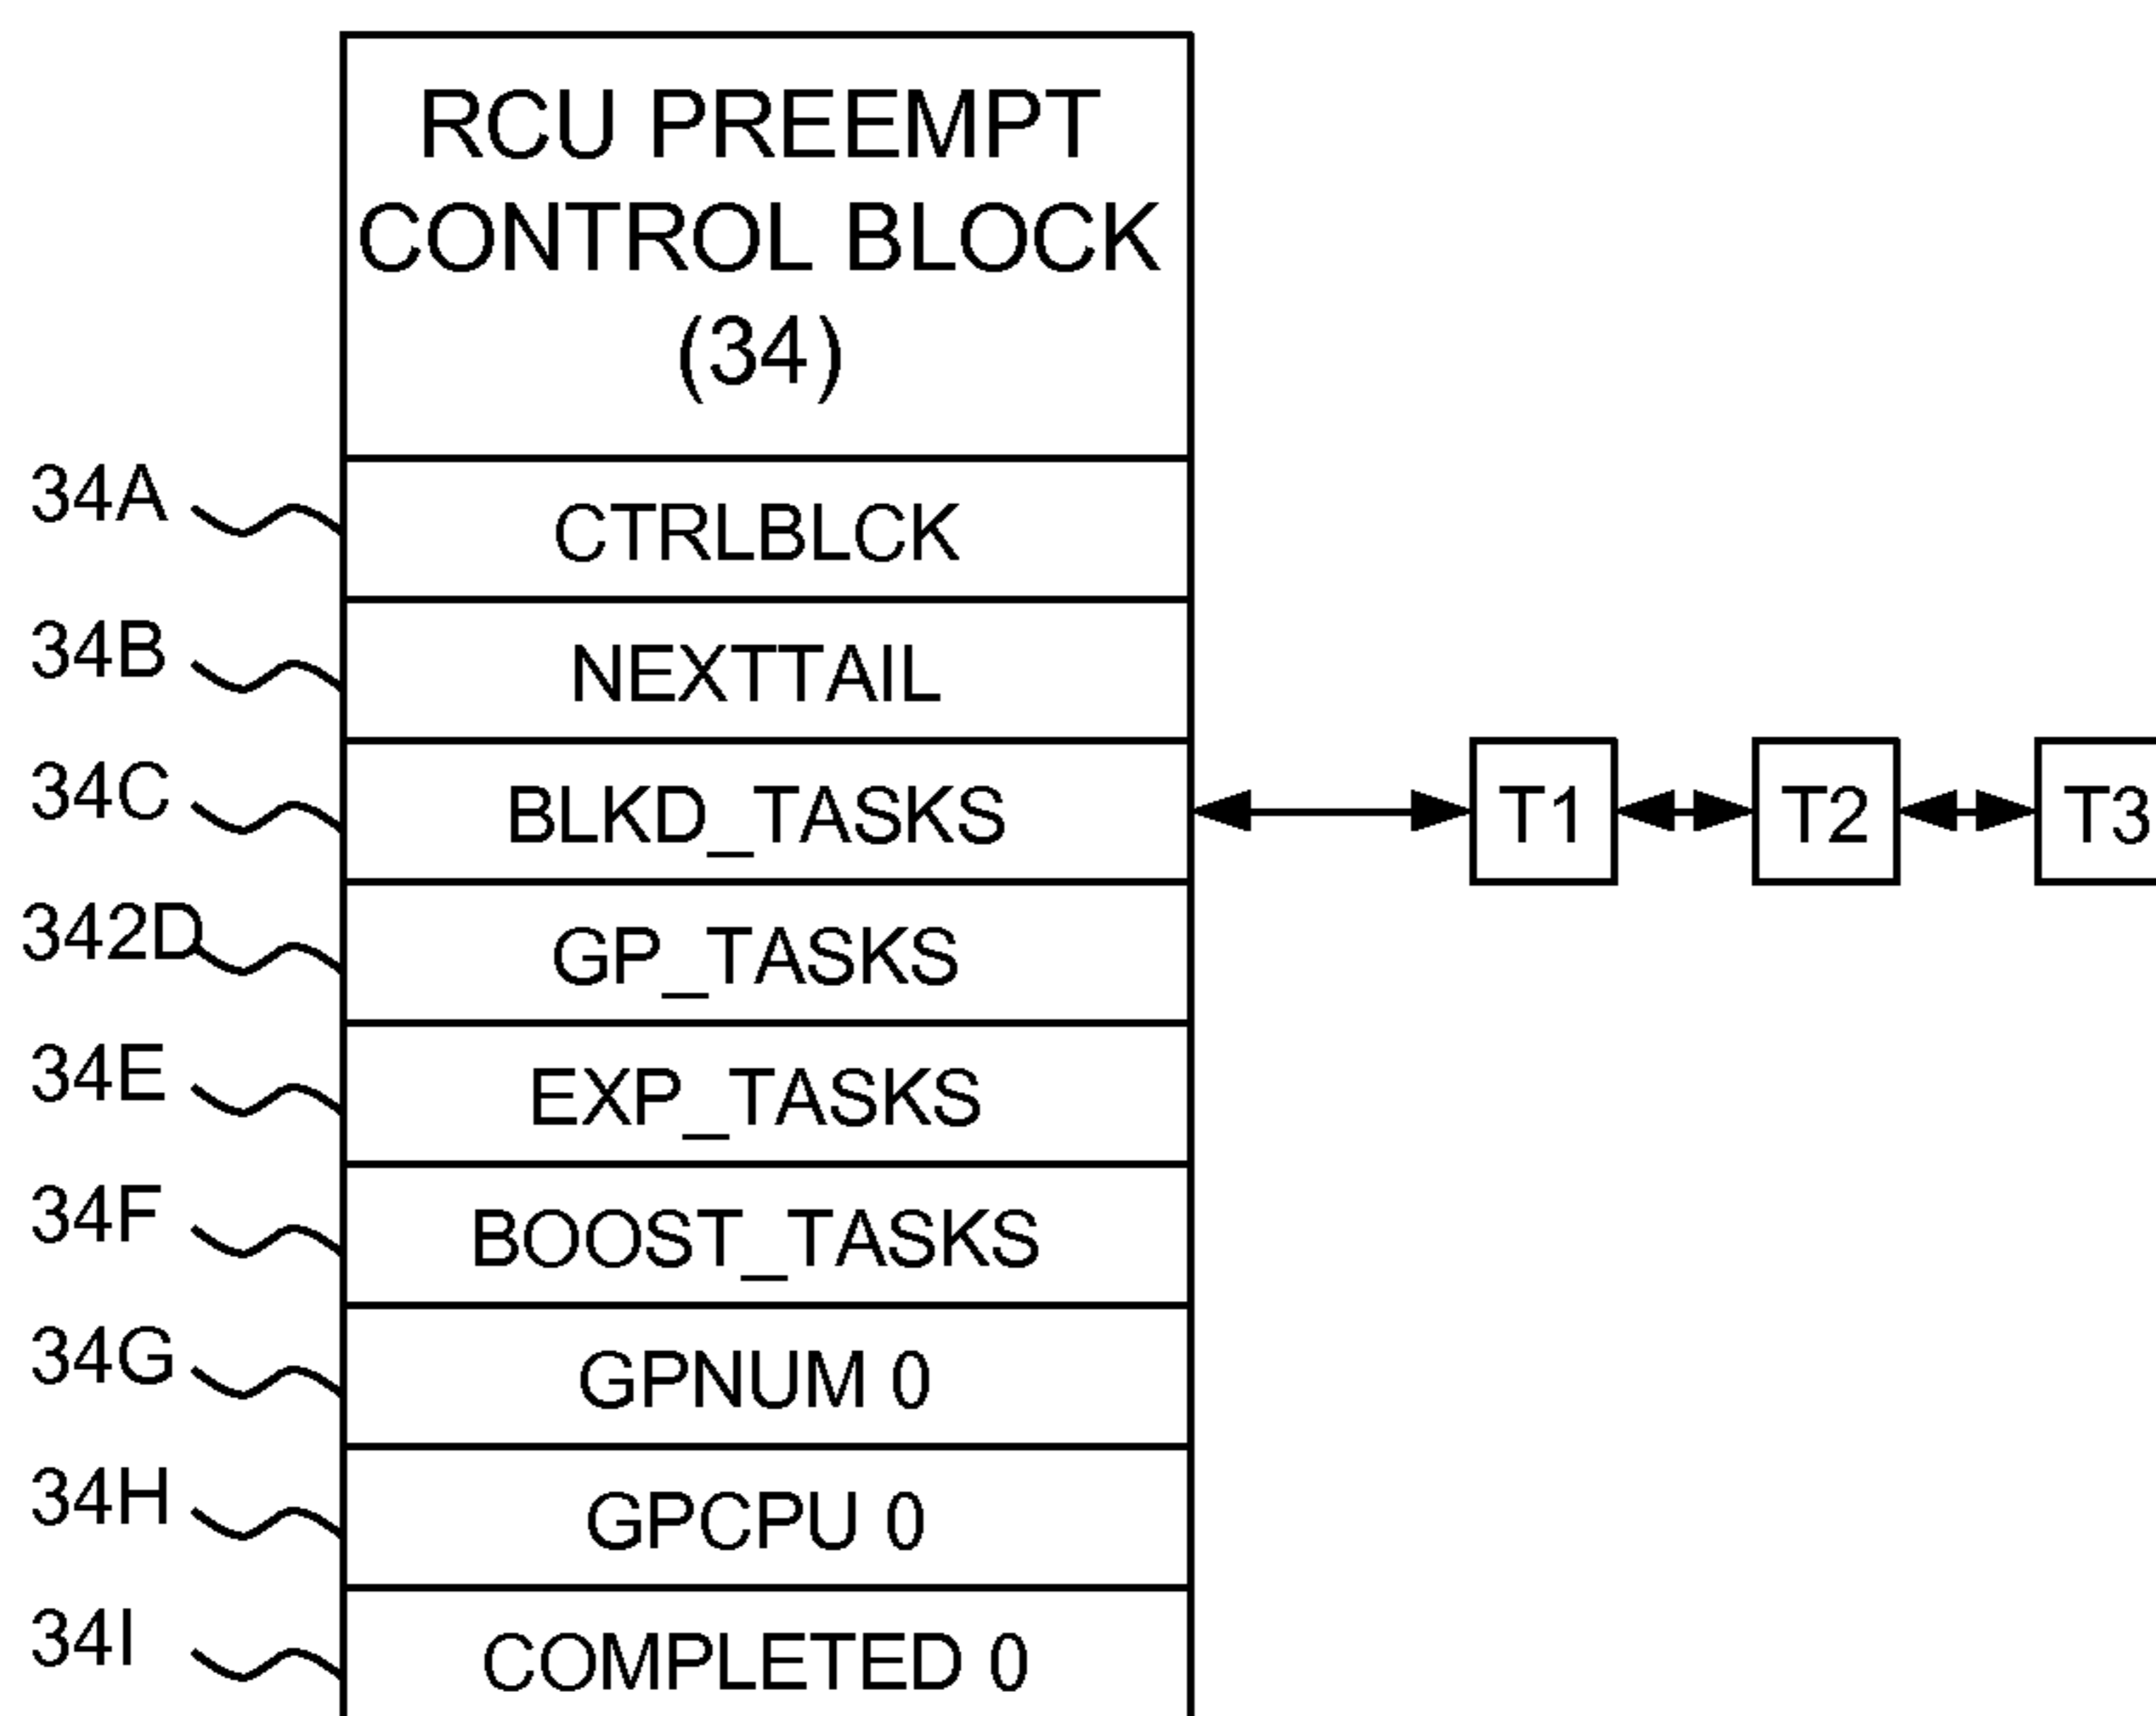 RCU PREEMPT
CONTROL BLOCK
(34)
34A CTRLBLCK
34B NEXTTAIL
34C BLKD_TASKS T1 T2 T3
342D GP_TASKS
34E EXP_TASKS
34F BOOST_TASKS
34G GPNUM 0
34H GPCPU 0
34I COMPLETED 0